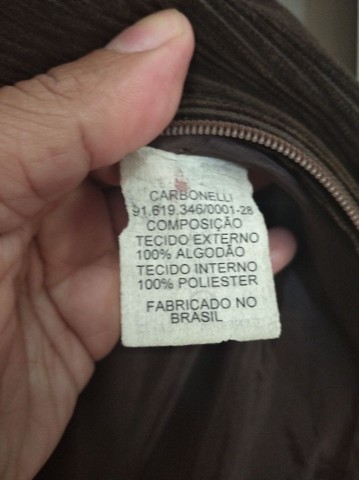 CARBONELLI
91.619.346/0001-28
COMPOSIÇÃO
TECIDO EXTERNO
100% ALGODÃO
TECIDO INTERNO
100% POLIESTER
FABRICADO NO
BRASIL